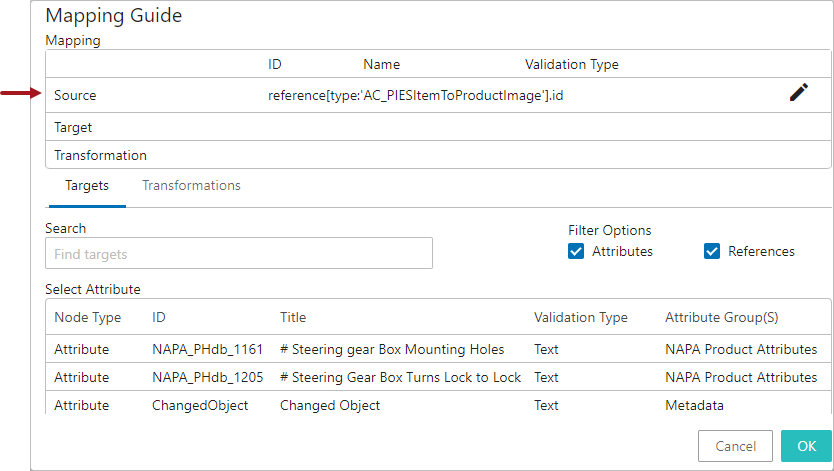 Mapping Guide
Mapping
ID Name Validation Type
Source reference[type:'AC_PIESItemToProductImage'].id
Target
Transformation
Targets Transformations
Search Filter Options
Find targets Attributes References
Select Attribute
Node Type ID Title Validation Type Attribute Group(S)
Attribute NAPA_PHdb_1161 # Steering gear Box Mounting Holes Text NAPA Product Attributes
Attribute NAPA_PHdb_1205 # Steering Gear Box Turns Lock to Lock Text NAPA Product Attributes
Attribute ChangedObject Changed Object Text Metadata
Cancel OK